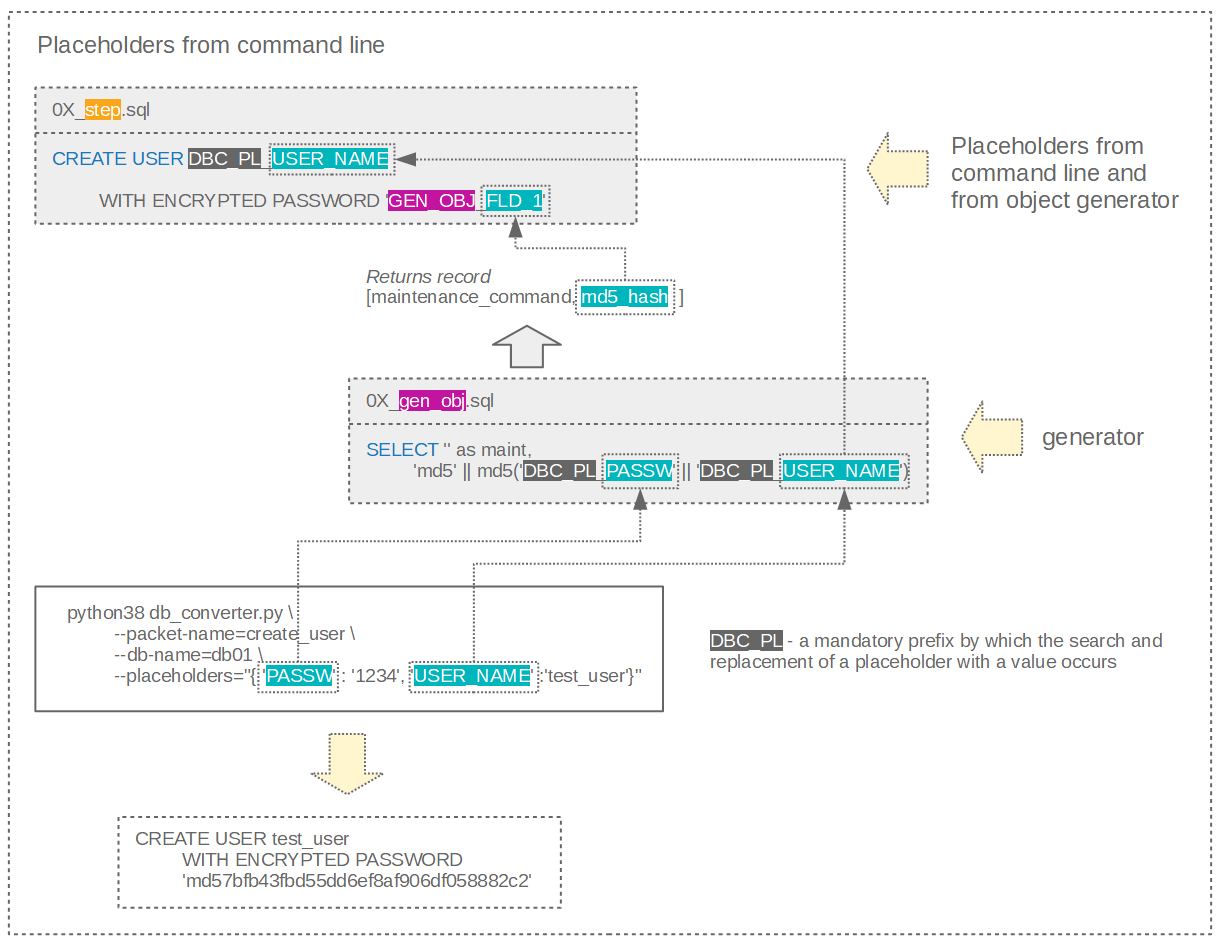 Placeholders from command line
0X_step.sql
CREATE USER DBC_PL_USER_NAME
WITH ENCRYPTED PASSWORD 'GEN_OBJ_FLD_1'
Placeholders from
command line and
from object generator
Returns record
[maintenance_command, md5_hash ]
0X_gen_obj.sql
SELECT '' as maint,
'md5' || md5('DBC_PL_PASSW' || 'DBC_PL_USER_NAME')
generator
python38 db_converter.py \
--packet-name=create_user \
--db-name=db01 \
--placeholders="{ 'PASSW' : '1234', 'USER_NAME' :'test_user'}"
DBC_PL - a mandatory prefix by which the search and
replacement of a placeholder with a value occurs
CREATE USER test_user
WITH ENCRYPTED PASSWORD
'md57bfb43fbd55dd6ef8af906df058882c2'